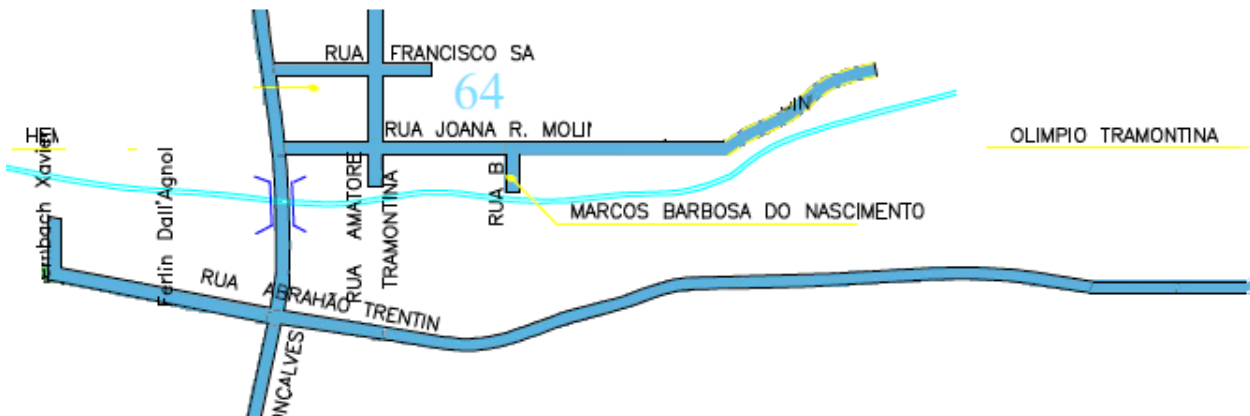 RUA FRANCISCO SA
64
RUA JOANA R. MOLI
OLIMPIO TRAMONTINA
Xavier
Ferlin Dall'Agnol
RUA AMATORE
TRAMONTINA
RUA B
MARCOS BARBOSA DO NASCIMENTO
RUA ABRAHÃO TRENTIN